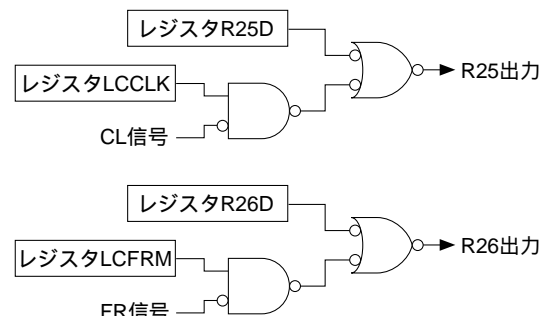 レジスタR25D
レジスタLCCLK
R25出力
CL信号
レジスタR26D
レジスタLCFRM
R26出力
FR信号